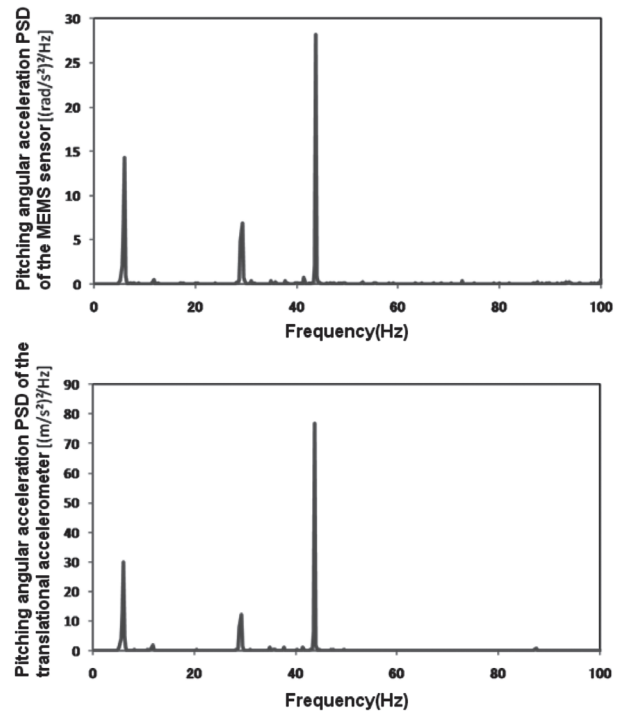 Pitching angular acceleration PSD
of the MEMS sensor [(rad/s²)²/Hz]
30
25
20
15
10
5
0
0 20 40 60 80 100
Frequency(Hz)
Pitching angular acceleration PSD of the
translational accelerometer [(m/s²)²/Hz]
90
80
70
60
50
40
30
20
10
0
0 20 40 60 80 100
Frequency(Hz)